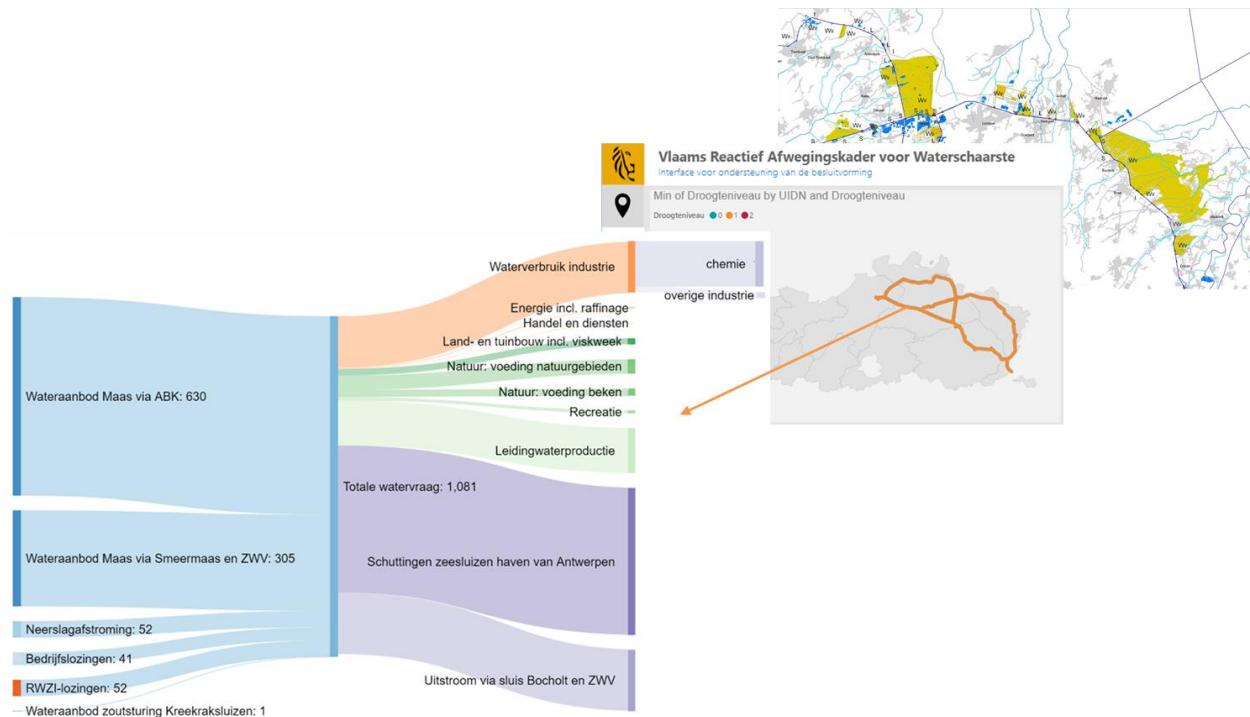 Vlaams Reactief Afwegingskader voor Waterschaarste
Interface voor ondersteuning van de besluitvorming
Min of Droogteniveau by UIDN and Droogteniveau
Droogteniveau 0 1 2
Waterverbruik industrie
chemie
overige industrie
Energie incl. raffinage
Handel en diensten
Land- en tuinbouw incl. viskweek
Natuur: voeding natuurgebieden
Natuur: voeding beken
Recreatie
Leidingwaterproductie
Wateraanbod Maas via ABK: 630
Totale watervraag: 1,081
Wateraanbod Maas via Smeermaas en ZWV: 305
Schuttingen zeesluizen haven van Antwerpen
Neerslagafstroming: 52
Bedrijfslozingen: 41
RWZI-lozingen: 52
Uitstroom via sluis Bocholt en ZWV
Wateraanbod zoutsturing Kreekraksluizen: 1